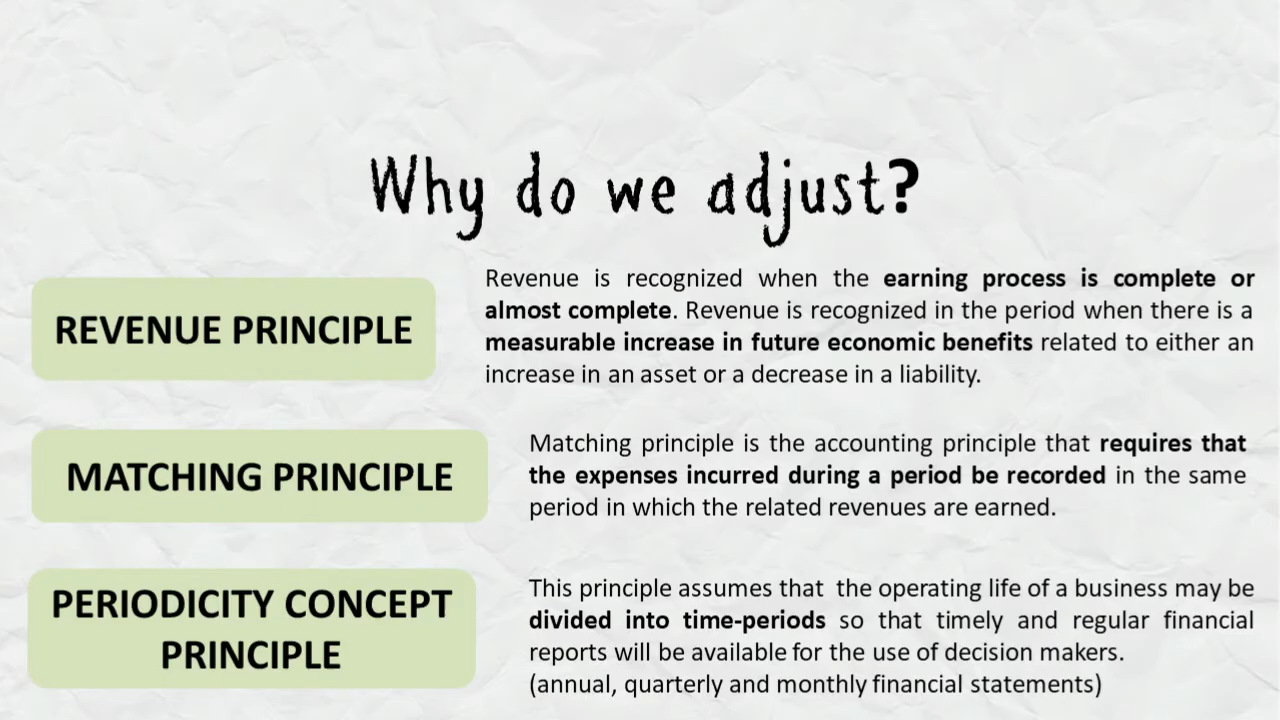 Why do we adjust?
REVENUE PRINCIPLE
Revenue is recognized when the earning process is complete or
almost complete. Revenue is recognized in the period when there is a
measurable increase in future economic benefits related to either an
increase in an asset or a decrease in a liability.
MATCHING PRINCIPLE
Matching principle is the accounting principle that requires that
the expenses incurred during a period be recorded in the same
period in which the related revenues are earned.
PERIODICITY CONCEPT
PRINCIPLE
This principle assumes that the operating life of a business may be
divided into time-periods so that timely and regular financial
reports will be available for the use of decision makers.
(annual, quarterly and monthly financial statements)